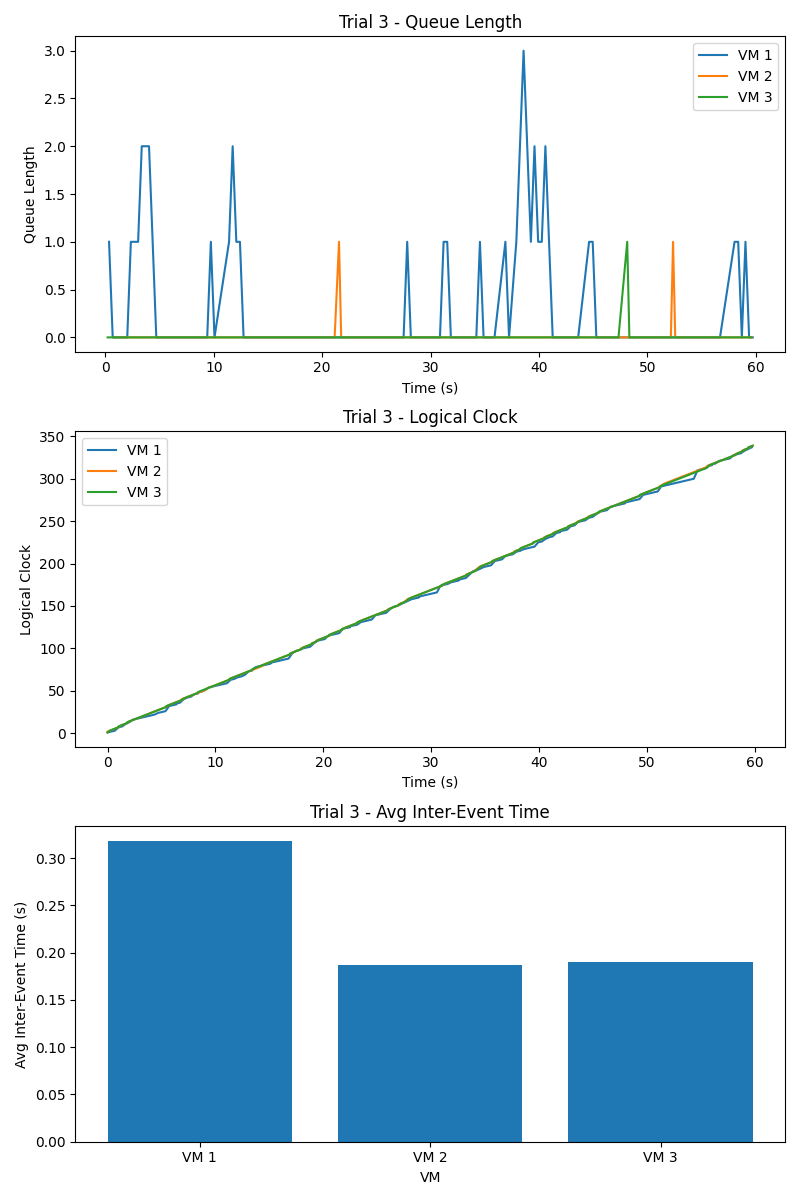 Trial 3 - Queue Length
3.0
2.5
2.0
1.5
1.0
0.5
0.0
Queue Length
VM 1
VM 2
VM 3
0 10 20 30 40 50 60
Time (s)
Trial 3 - Logical Clock
350
300
250
200
150
100
50
0
Logical Clock
VM 1
VM 2
VM 3
0 10 20 30 40 50 60
Time (s)
Trial 3 - Avg Inter-Event Time
0.30
0.25
0.20
0.15
0.10
0.05
0.00
Avg Inter-Event Time (s)
VM 1 VM 2 VM 3
VM